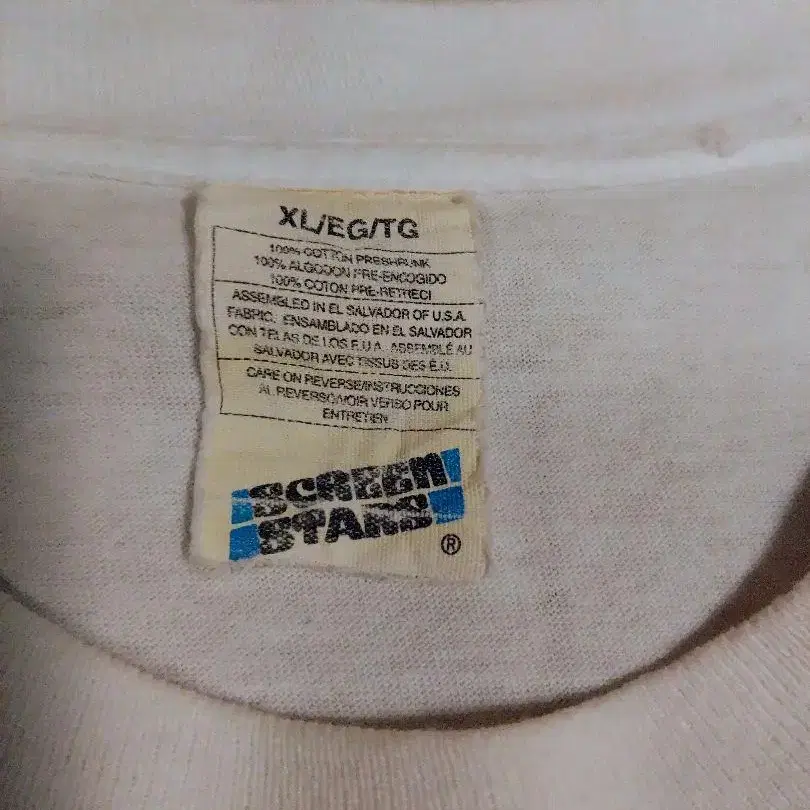 XL/EG/TG
100% COTTON PRESHRUNK
100% ALGODON PRE-ENCOGIDO
100% COTON PRE-RETRECI
ASSEMBLED IN EL SALVADOR OF U.S.A.
FABRIC. ENSAMBLADO EN EL SALVADOR
CON TELAS DE LOS E.U.A. ASSEMBLÉ AU
SALVADOR AVEC TISSUS DES É.U.
CARE ON REVERSE/INSTRUCCIONES
AL REVERSO/VOIR VERSO POUR
ENTRETIEN
SCREEN
STARS
®